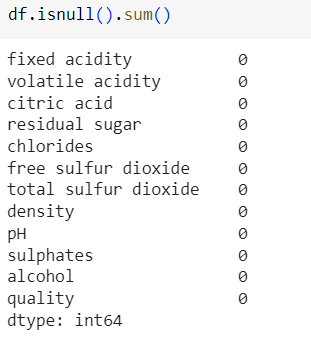 df.isnull().sum()
fixed acidity 0
volatile acidity 0
citric acid 0
residual sugar 0
chlorides 0
free sulfur dioxide 0
total sulfur dioxide 0
density 0
pH 0
sulphates 0
alcohol 0
quality 0
dtype: int64